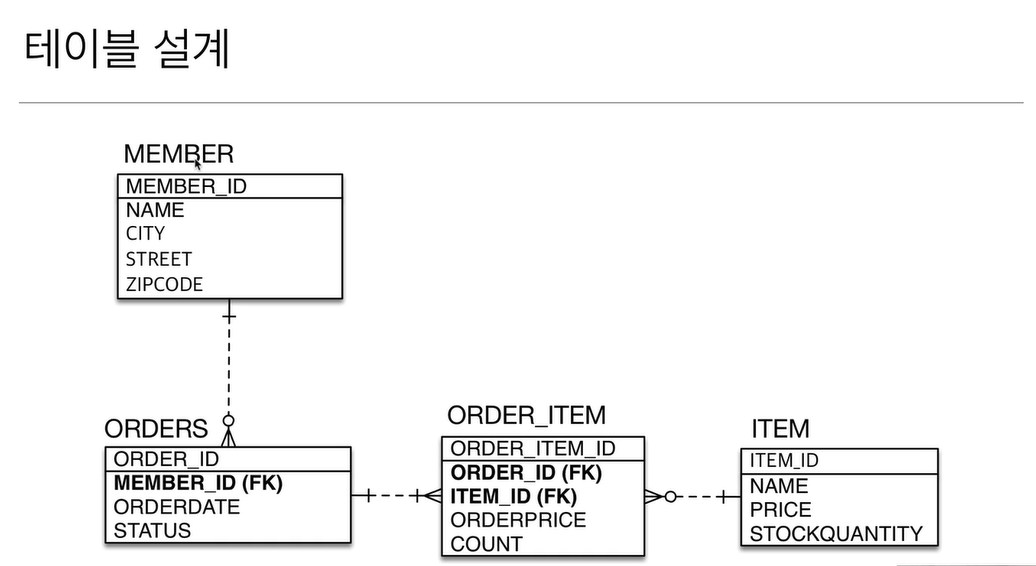 테이블 설계
MEMBER
MEMBER_ID
NAME
CITY
STREET
ZIPCODE
ORDERS
ORDER_ID
MEMBER_ID (FK)
ORDERDATE
STATUS
ORDER_ITEM
ORDER_ITEM_ID
ORDER_ID (FK)
ITEM_ID (FK)
ORDERPRICE
COUNT
ITEM
ITEM_ID
NAME
PRICE
STOCKQUANTITY